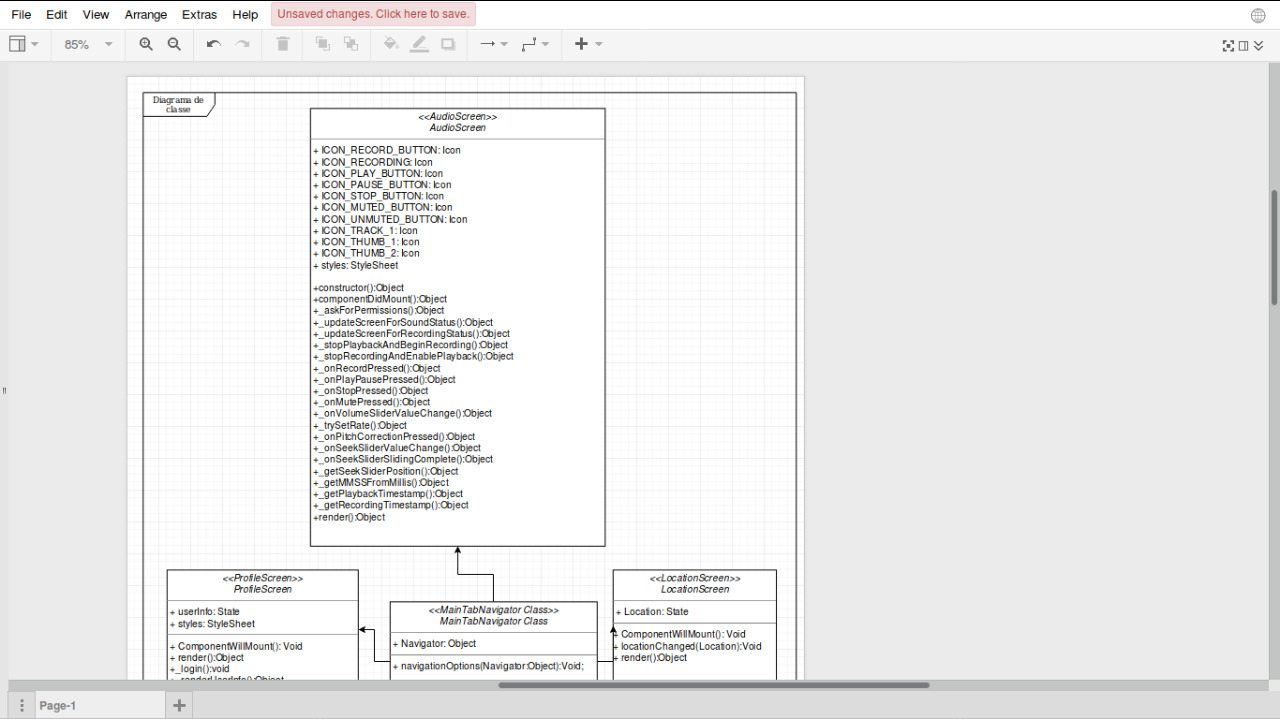 File Edit View Arrange Extras Help Unsaved changes. Click here to save.
85%
Diagrama de
classe
<<AudioScreen>>
AudioScreen
+ ICON_RECORD_BUTTON: Icon
+ ICON_RECORDING: Icon
+ ICON_PLAY_BUTTON: Icon
+ ICON_PAUSE_BUTTON: Icon
+ ICON_STOP_BUTTON: Icon
+ ICON_MUTED_BUTTON: Icon
+ ICON_UNMUTED_BUTTON: Icon
+ ICON_TRACK_1: Icon
+ ICON_THUMB_1: Icon
+ ICON_THUMB_2: Icon
+ styles: StyleSheet
+constructor():Object
+componentDidMount():Object
+_askForPermissions():Object
+_updateScreenForSoundStatus():Object
+_updateScreenForRecordingStatus():Object
+_stopPlaybackAndBeginRecording():Object
+_stopRecordingAndEnablePlayback():Object
+_onRecordPressed():Object
+_onPlayPausePressed():Object
+_onStopPressed():Object
+_onMutePressed():Object
+_onVolumeSliderValueChange():Object
+_trySetRate():Object
+_onPitchCorrectionPressed():Object
+_onSeekSliderValueChange():Object
+_onSeekSliderSlidingComplete():Object
+_getSeekSliderPosition():Object
+_getMMSSFromMillis():Object
+_getPlaybackTimestamp():Object
+_getRecordingTimestamp():Object
+render():Object
<<ProfileScreen>>
ProfileScreen
+ userInfo: State
+ styles: StyleSheet
+ ComponentWillMount(): Void
+ render():Object
+_login():void
+_renderUserInfo():Object
<<MainTabNavigator Class>>
MainTabNavigator Class
+ Navigator: Object
+ navigationOptions(Navigator:Object):Void;
<<LocationScreen>>
LocationScreen
+ Location: State
+ ComponentWillMount(): Void
+ locationChanged(Location):Void
+ render():Object
Page-1